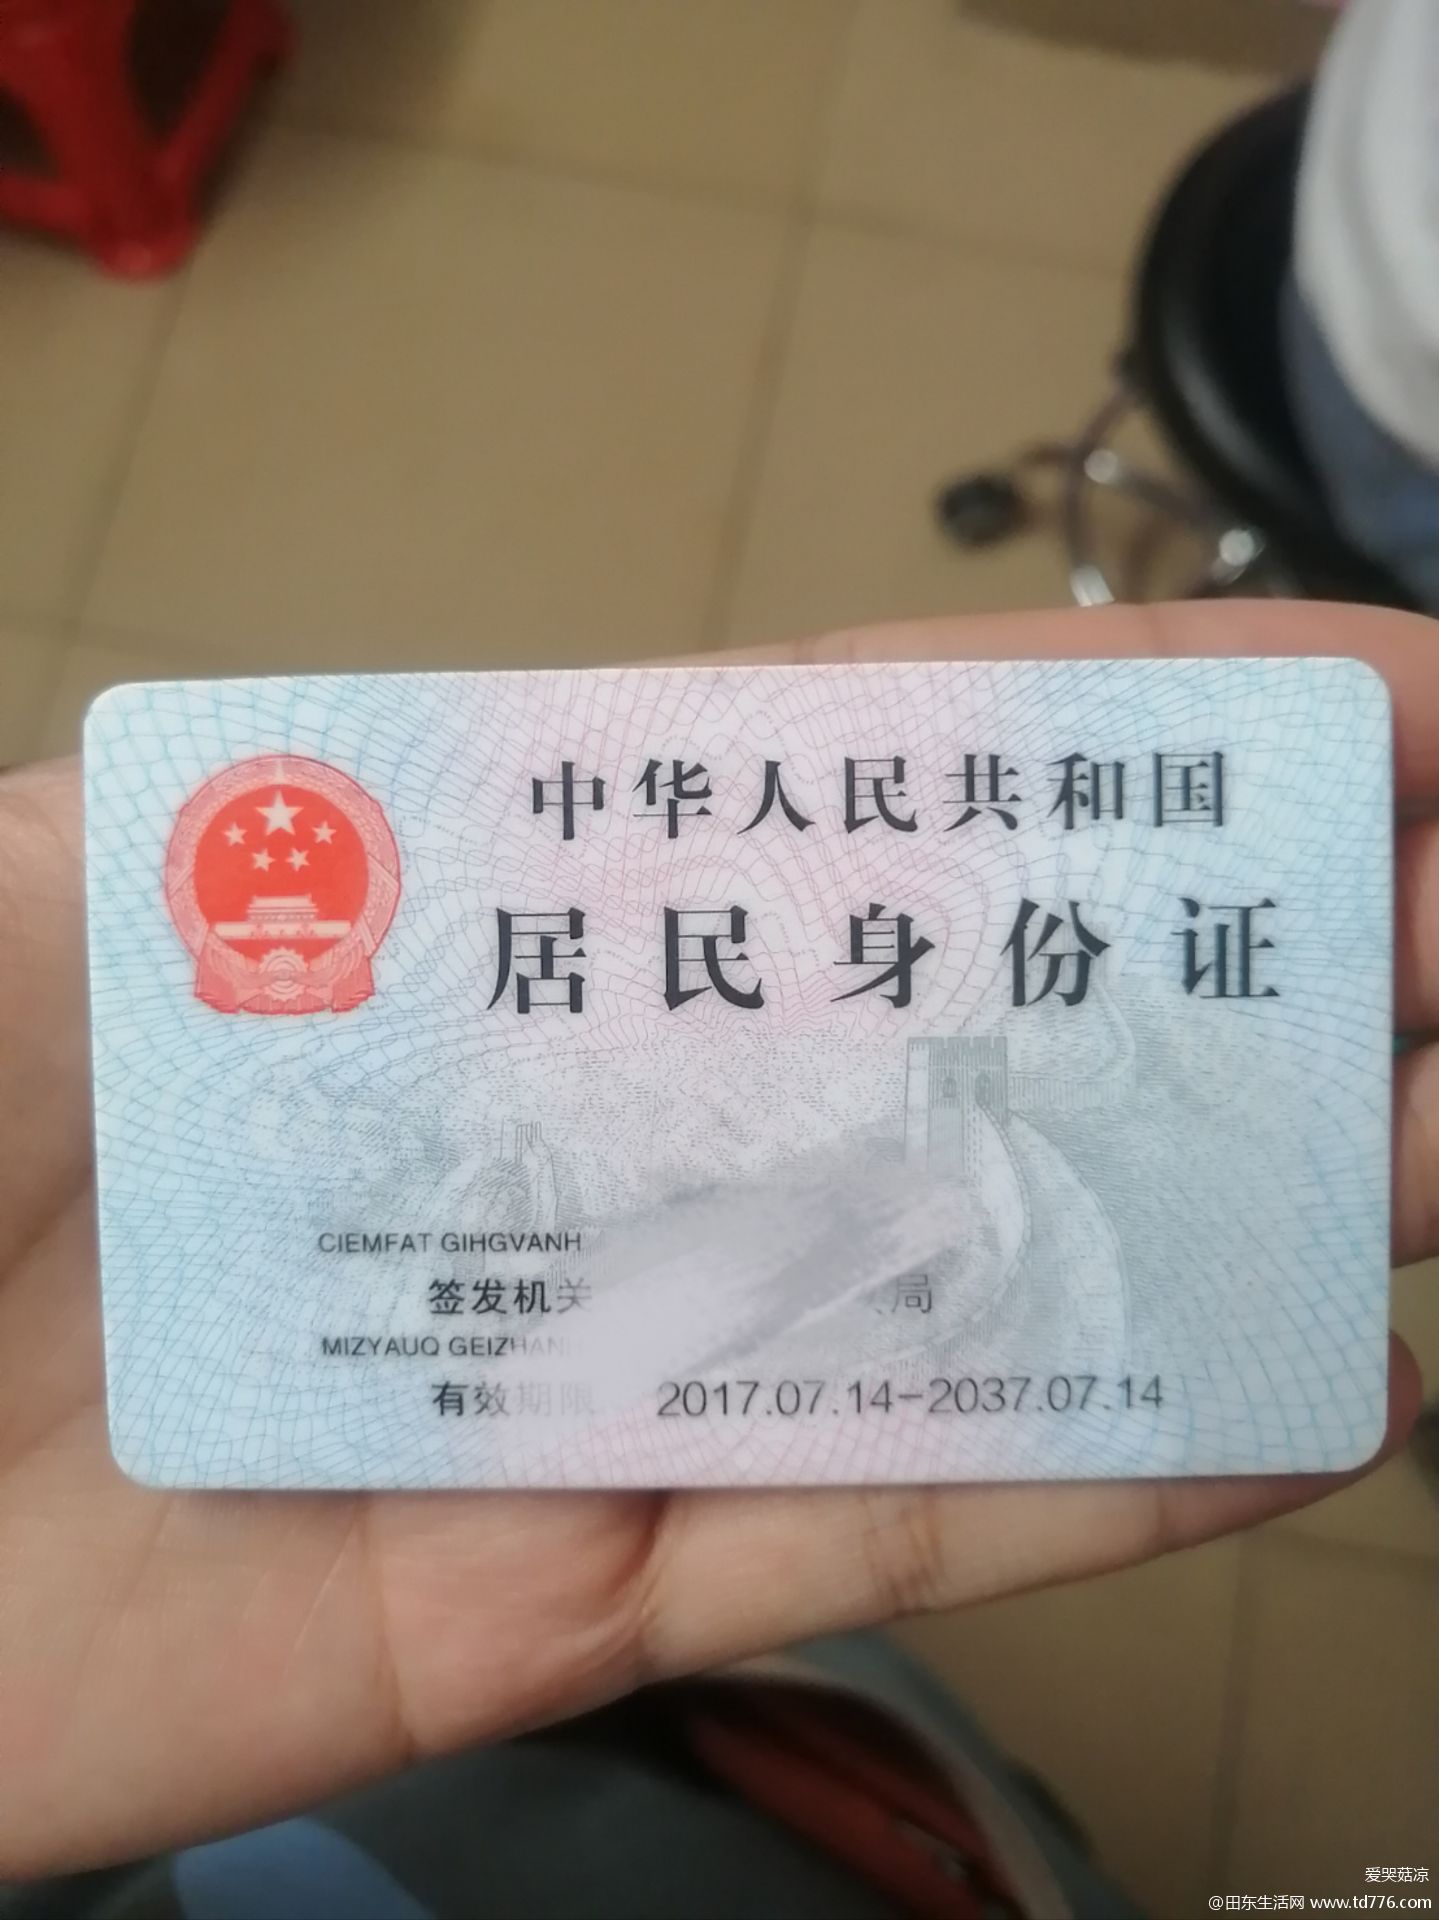 中华人民共和国
居民身份证
CIEMFAT GIHGVANH
签发机关 局
MIZYAUQ GEIZHANH
有效期限 2017.07.14-2037.07.14
爱哭菇凉
@田东生活网 www.td776.com